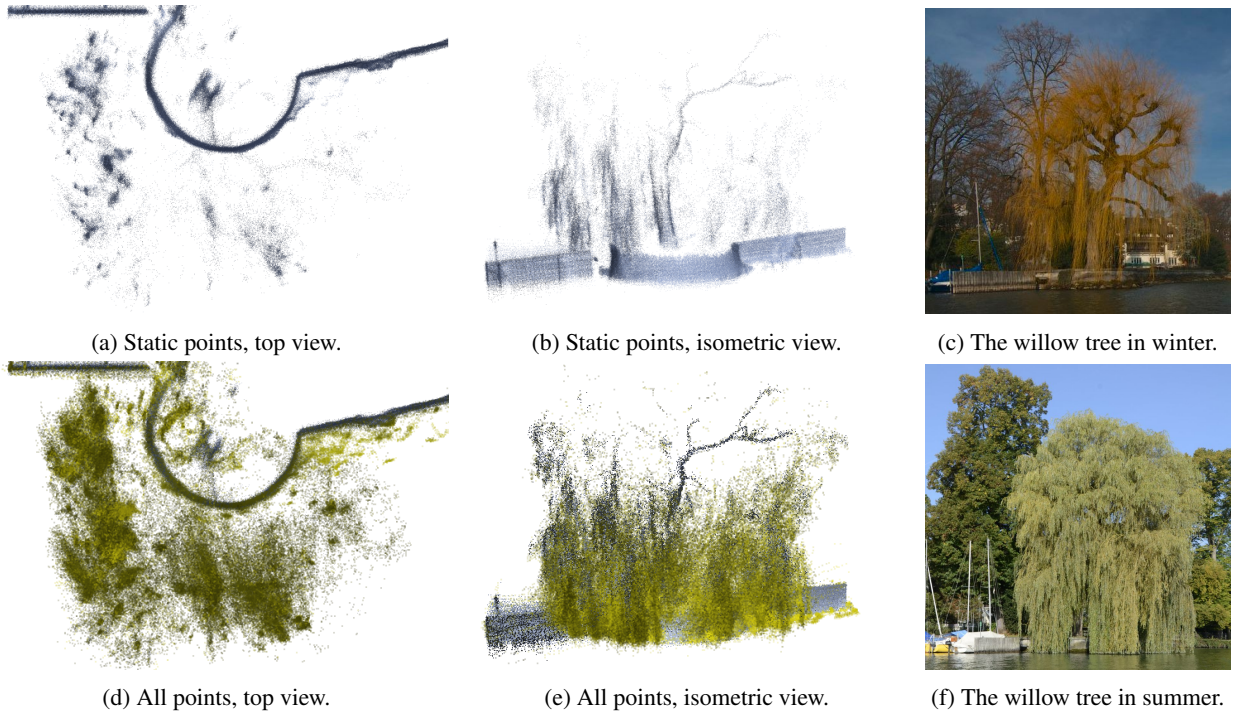 (a) Static points, top view.
(b) Static points, isometric view.
(c) The willow tree in winter.
(d) All points, top view.
(e) All points, isometric view.
(f) The willow tree in summer.